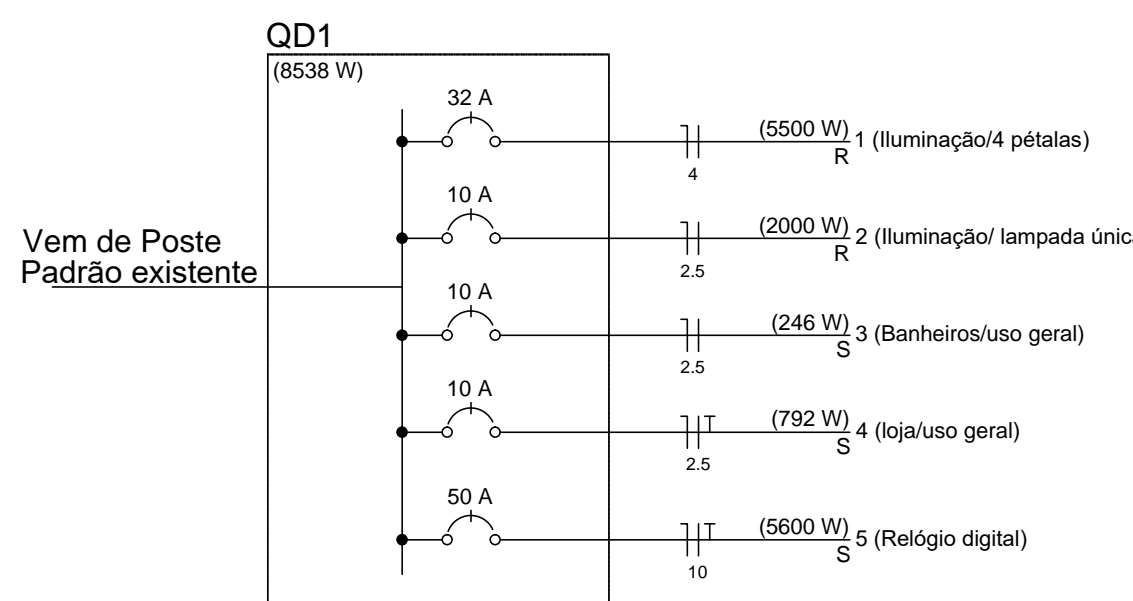 QD1
(8538 W)
32 A
(5500 W) 1 (Iluminação/4 pétalas)
R
4
10 A
(2000 W) 2 (Iluminação/ lampada únic
R
2.5
Vem de Poste
Padrão existente
10 A
(246 W) 3 (Banheiros/uso geral)
S
2.5
10 A
(792 W) 4 (loja/uso geral)
S
2.5
50 A
(5600 W) 5 (Relógio digital)
S
10